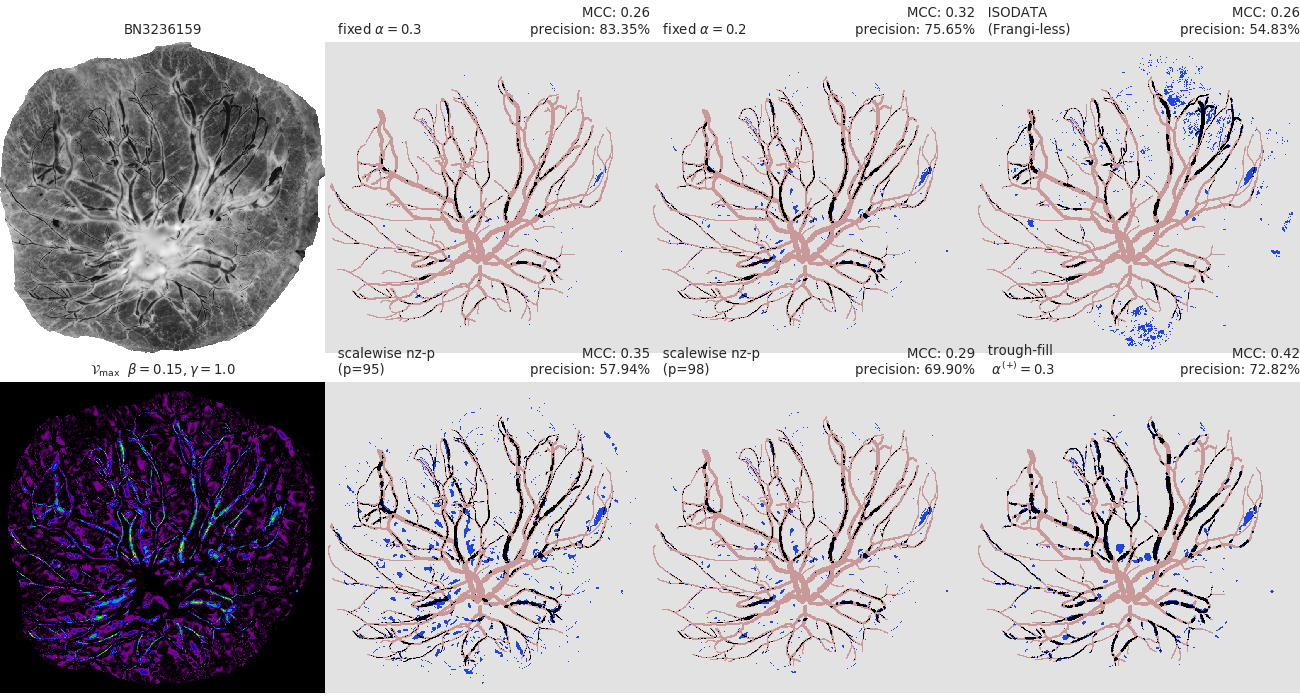 BN3236159
fixed α = 0.3
MCC: 0.26
precision: 83.35%
fixed α = 0.2
MCC: 0.32
precision: 75.65%
ISODATA
(Frangi-less)
MCC: 0.26
precision: 54.83%
𝒱max β = 0.15, γ = 1.0
scalewise nz-p
(p=95)
MCC: 0.35
precision: 57.94%
scalewise nz-p
(p=98)
MCC: 0.29
precision: 69.90%
trough-fill
α⁽⁺⁾ = 0.3
MCC: 0.42
precision: 72.82%